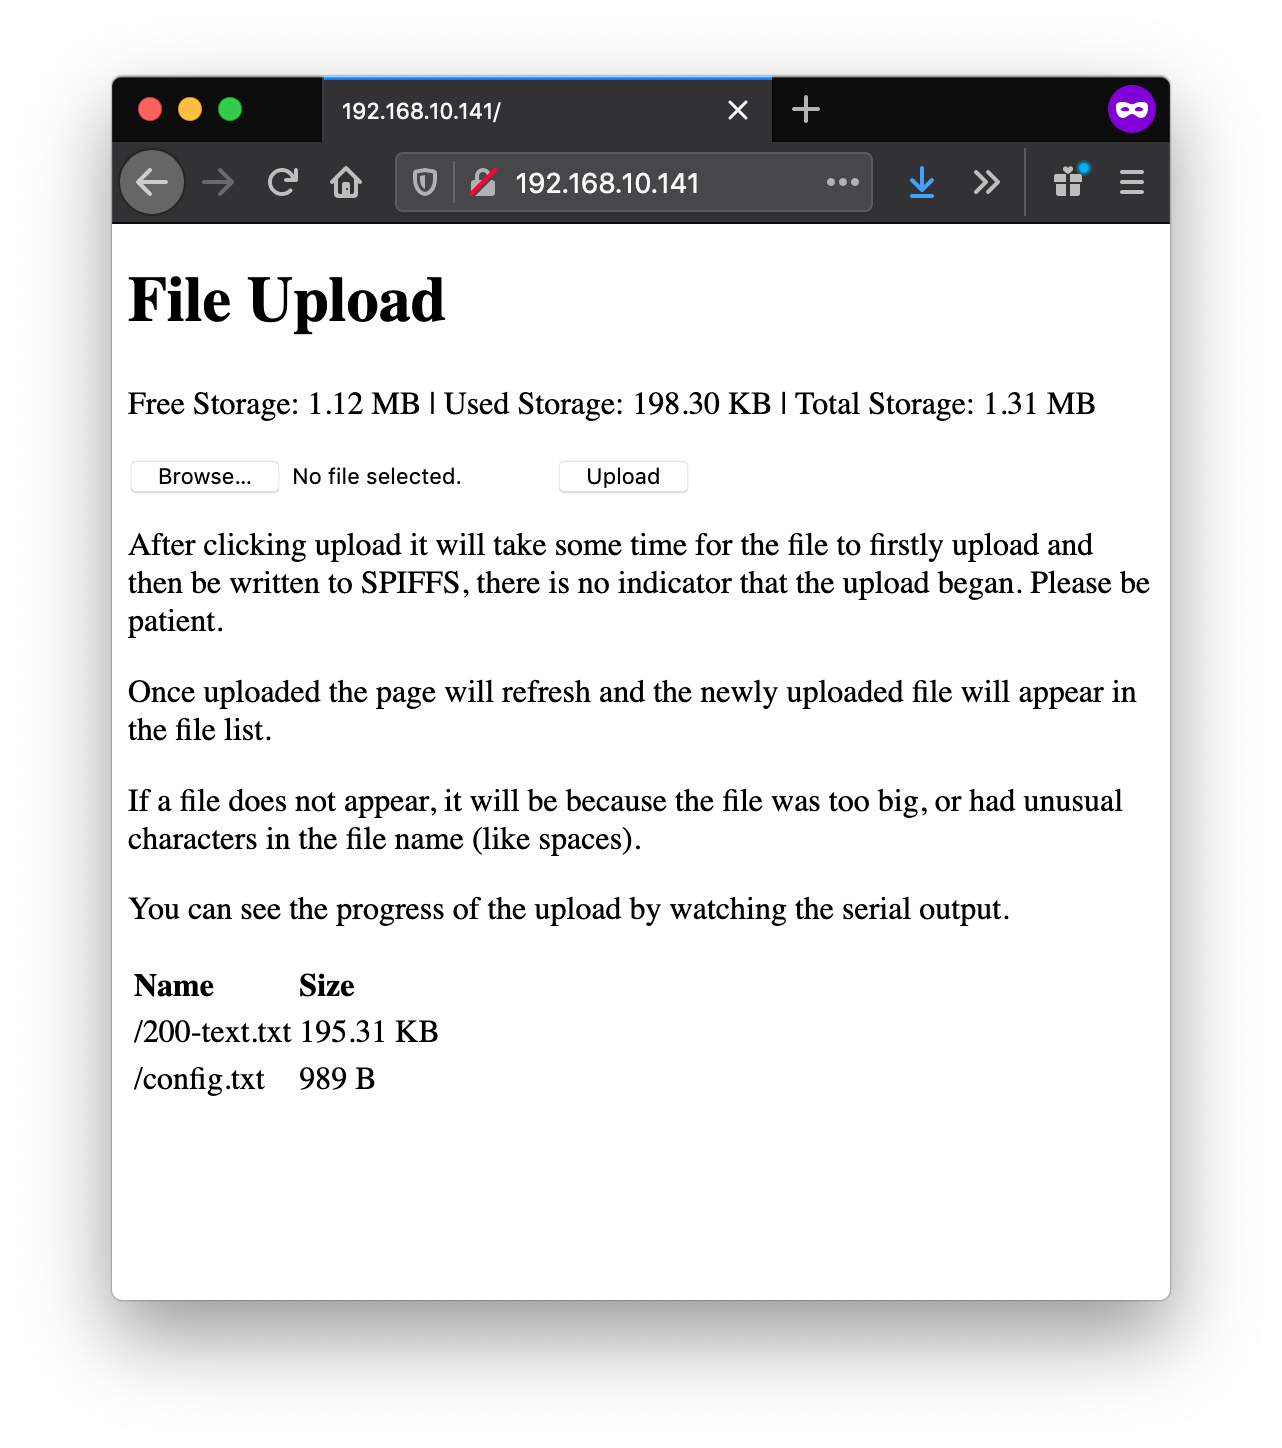 192.168.10.141/
192.168.10.141
File Upload
Free Storage: 1.12 MB | Used Storage: 198.30 KB | Total Storage: 1.31 MB
Browse... No file selected. Upload
After clicking upload it will take some time for the file to firstly upload and
then be written to SPIFFS, there is no indicator that the upload began. Please be
patient.
Once uploaded the page will refresh and the newly uploaded file will appear in
the file list.
If a file does not appear, it will be because the file was too big, or had unusual
characters in the file name (like spaces).
You can see the progress of the upload by watching the serial output.
Name Size
/200-text.txt 195.31 KB
/config.txt 989 B